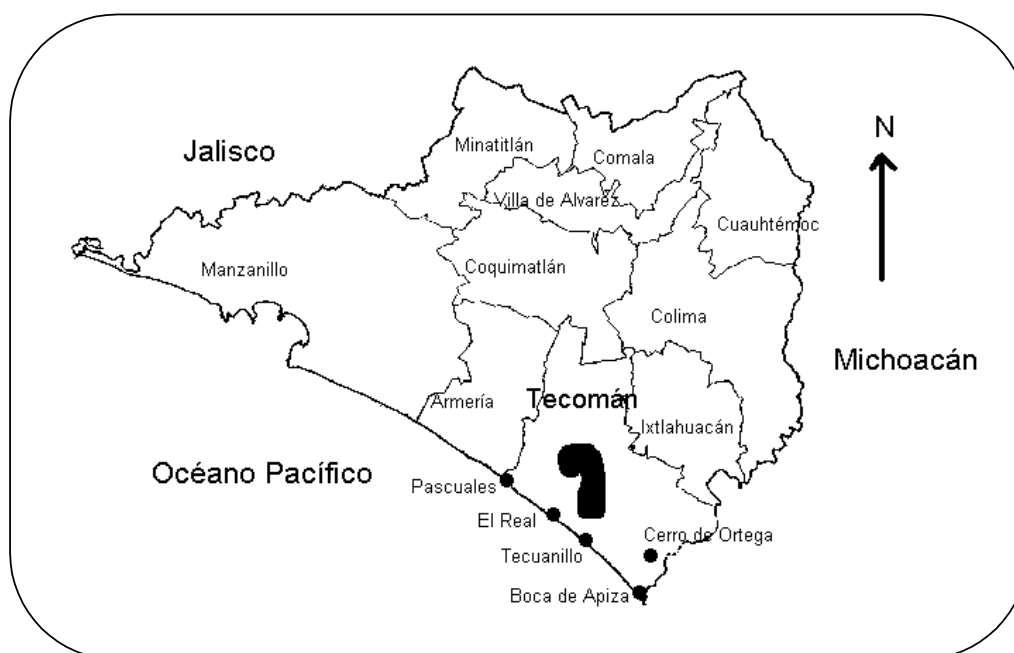 N
Jalisco
Minatitlán
Comala
Villa de Alvarez
Cuauhtémoc
Manzanillo
Coquimatlán
Colima
Michoacán
Armería
Tecomán
Ixtlahuacán
Océano Pacífico
Pascuales
El Real
Cerro de Ortega
Tecuanillo
Boca de Apiza